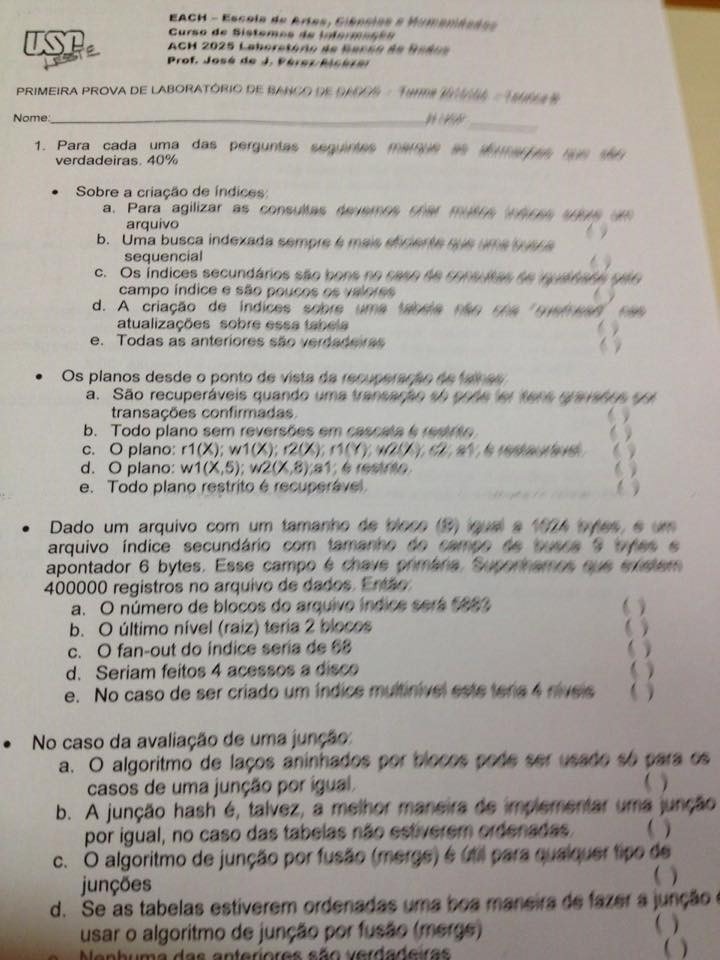 USP
Leste
EACH - Escola de Artes, Ciências e Humanidades
Curso de Sistemas de Informação
ACH 2025 Laboratório de Banco de Dados
Prof. José de J. Pérez-Alcázar
PRIMEIRA PROVA DE LABORATÓRIO DE BANCO DE DADOS - Turma
Nome:
1. Para cada uma das perguntas seguintes marque as afirmações que são
verdadeiras. 40%
• Sobre a criação de índices:
a. Para agilizar as consultas devemos criar muitos índices sobre um
arquivo ( )
b. Uma busca indexada sempre é mais eficiente que uma busca
sequencial ( )
c. Os índices secundários são bons no caso de consultas de igualdade pelo
campo índice e são poucos os valores ( )
d. A criação de índices sobre uma tabela não cria "overhead" nas
atualizações sobre essa tabela ( )
e. Todas as anteriores são verdadeiras ( )
• Os planos desde o ponto de vista da recuperação de falhas:
a. São recuperáveis quando uma transação só pode ler itens gravados por
transações confirmadas. ( )
b. Todo plano sem reversões em cascata é restrito. ( )
c. O plano: r1(X); w1(X); r2(X); r1(Y); w2(X); c2; a1; é restaurável. ( )
d. O plano: w1(X,5); w2(X,8);a1; é restrito. ( )
e. Todo plano restrito é recuperável. ( )
• Dado um arquivo com um tamanho de bloco (B) igual a 1024 bytes, e um
arquivo índice secundário com tamanho do campo de busca 9 bytes e
apontador 6 bytes. Esse campo é chave primária. Suponhamos que existem
400000 registros no arquivo de dados. Então:
a. O número de blocos do arquivo índice será 5883 ( )
b. O último nível (raiz) teria 2 blocos ( )
c. O fan-out do índice seria de 68 ( )
d. Seriam feitos 4 acessos a disco ( )
e. No caso de ser criado um índice multinível este teria 4 níveis ( )
• No caso da avaliação de uma junção:
a. O algoritmo de laços aninhados por blocos pode ser usado só para os
casos de uma junção por igual. ( )
b. A junção hash é, talvez, a melhor maneira de implementar uma junção
por igual, no caso das tabelas não estiverem ordenadas. ( )
c. O algoritmo de junção por fusão (merge) é útil para qualquer tipo de
junções ( )
d. Se as tabelas estiverem ordenadas uma boa maneira de fazer a junção é
usar o algoritmo de junção por fusão (merge) ( )
e. Nenhuma das anteriores são verdadeiras ( )